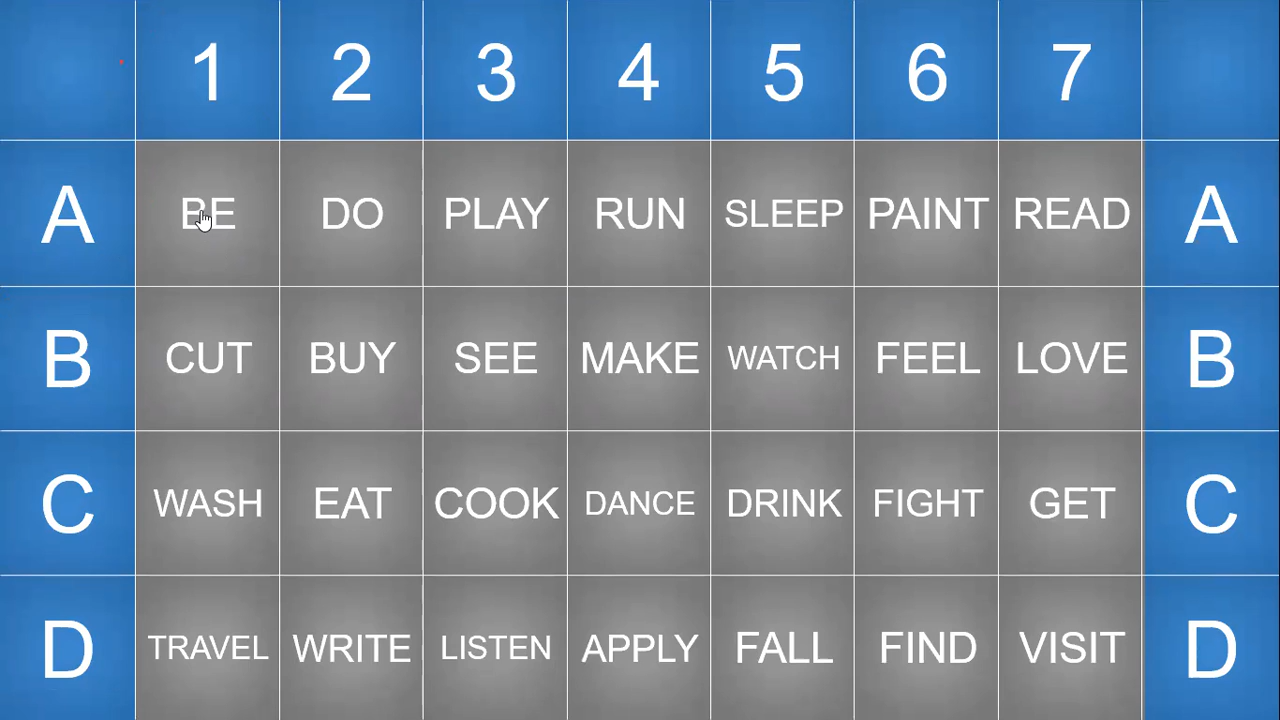 1 2 3 4 5 6 7
A BE DO PLAY RUN SLEEP PAINT READ A
B CUT BUY SEE MAKE WATCH FEEL LOVE B
C WASH EAT COOK DANCE DRINK FIGHT GET C
D TRAVEL WRITE LISTEN APPLY FALL FIND VISIT D